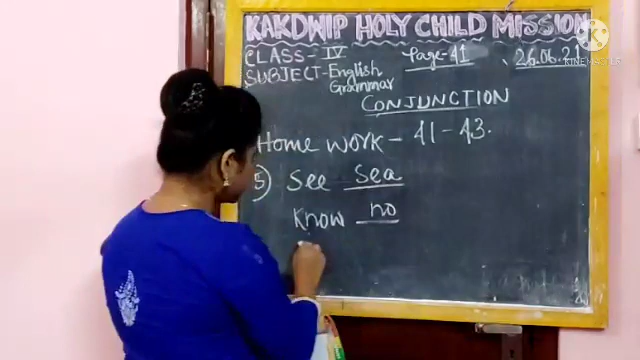 KAKDWIP HOLY CHILD MISSION
CLASS - IV Page-41 26.06.21
SUBJECT - English
Grammar
CONJUNCTION
Home work - 41 - 43.
5) See Sea
Know no